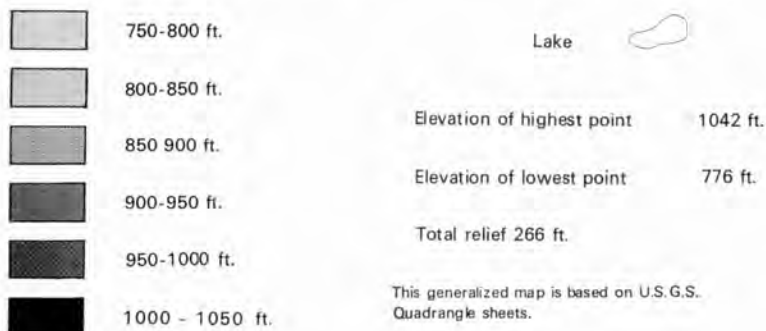 750-800 ft.
800-850 ft.
850 900 ft.
900-950 ft.
950-1000 ft.
1000 - 1050 ft.
Lake
Elevation of highest point 1042 ft.
Elevation of lowest point 776 ft.
Total relief 266 ft.
This generalized map is based on U.S.G.S.
Quadrangle sheets.